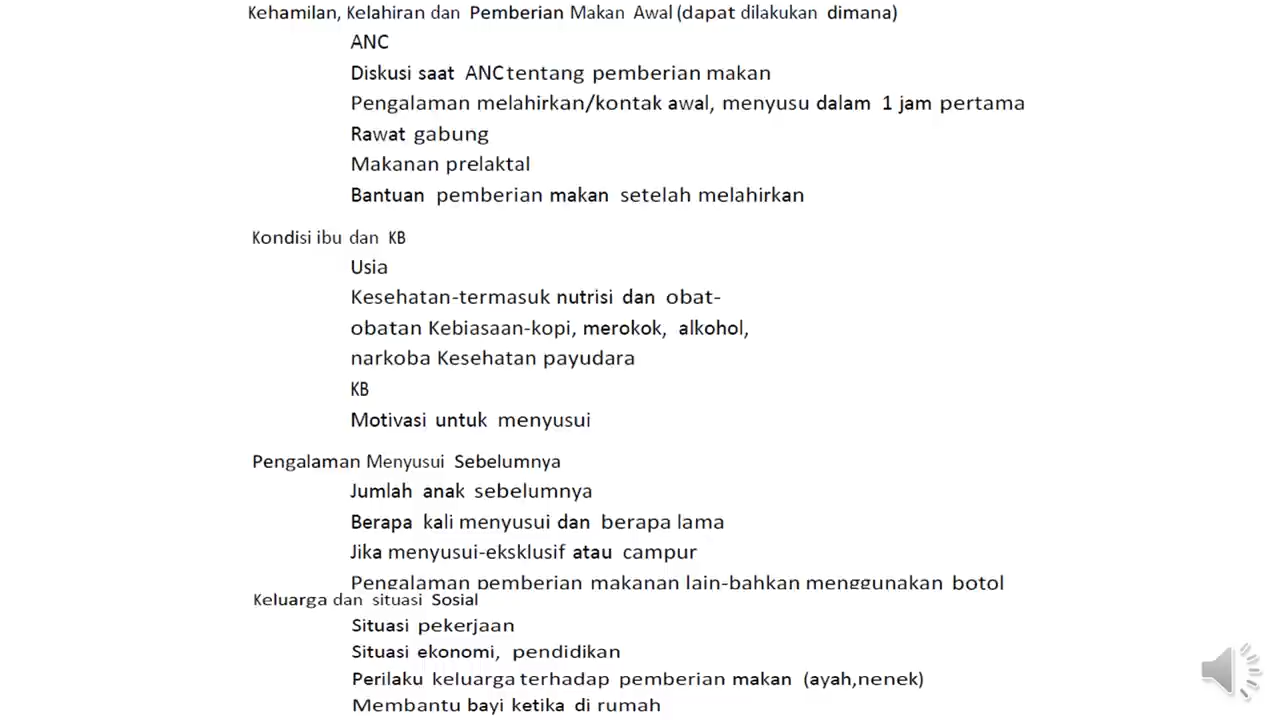 Kehamilan, Kelahiran dan Pemberian Makan Awal (dapat dilakukan dimana)
ANC
Diskusi saat ANC tentang pemberian makan
Pengalaman melahirkan/kontak awal, menyusu dalam 1 jam pertama
Rawat gabung
Makanan prelaktal
Bantuan pemberian makan setelah melahirkan
Kondisi ibu dan KB
Usia
Kesehatan-termasuk nutrisi dan obat-
obatan Kebiasaan-kopi, merokok, alkohol,
narkoba Kesehatan payudara
KB
Motivasi untuk menyusui
Pengalaman Menyusui Sebelumnya
Jumlah anak sebelumnya
Berapa kali menyusui dan berapa lama
Jika menyusui-eksklusif atau campur
Pengalaman pemberian makanan lain-bahkan menggunakan botol
Keluarga dan situasi Sosial
Situasi pekerjaan
Situasi ekonomi, pendidikan
Perilaku keluarga terhadap pemberian makan (ayah,nenek)
Membantu bayi ketika di rumah